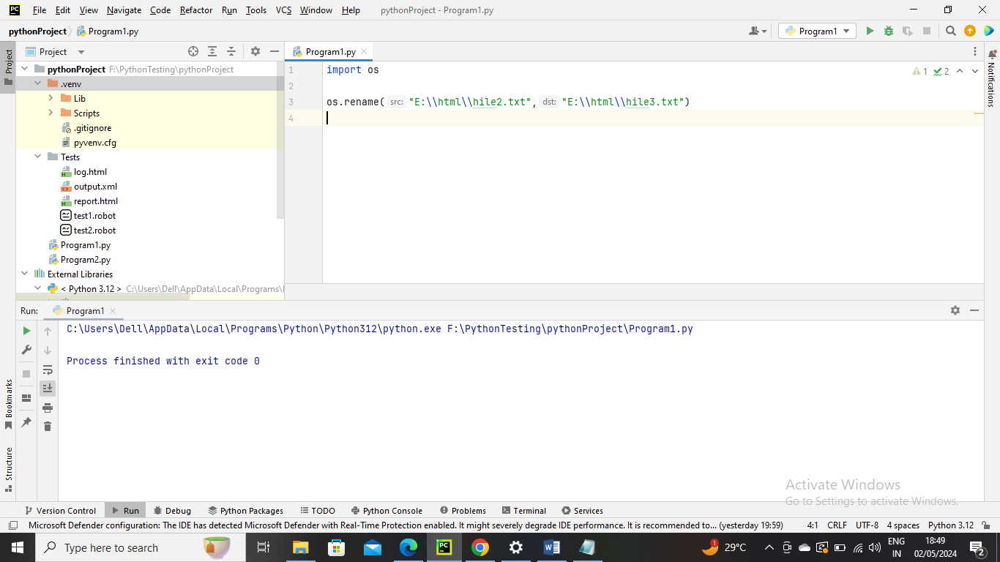 PC File Edit View Navigate Code Refactor Run Tools VCS Window Help pythonProject - Program1.py
pythonProject Program1.py Program1
Project
Project
Program1.py
Notifications
pythonProject F:\PythonTesting\pythonProject
.venv
Lib
Scripts
.gitignore
pyvenv.cfg
Tests
log.html
output.xml
report.html
test1.robot
test2.robot
Program1.py
Program2.py
External Libraries
< Python 3.12 > C:\Users\Dell\AppData\Local\Programs\
1 import os
1 2
2
3 os.rename( src: "E:\\html\\hile2.txt", dst: "E:\\html\\hile3.txt")
4
Run: Program1
C:\Users\Dell\AppData\Local\Programs\Python\Python312\python.exe F:\PythonTesting\pythonProject\Program1.py
Process finished with exit code 0
Bookmarks
Structure
Activate Windows
Go to Settings to activate Windows.
Version Control Run Debug Python Packages TODO Python Console Problems Terminal Services
Microsoft Defender configuration: The IDE has detected Microsoft Defender with Real-Time Protection enabled. It might severely degrade IDE performance. It is recommended to... (yesterday 19:59) 4:1 CRLF UTF-8 4 spaces Python 3.12
Type here to search
PC
W
1
29°C
ENG
IN
18:49
02/05/2024
2